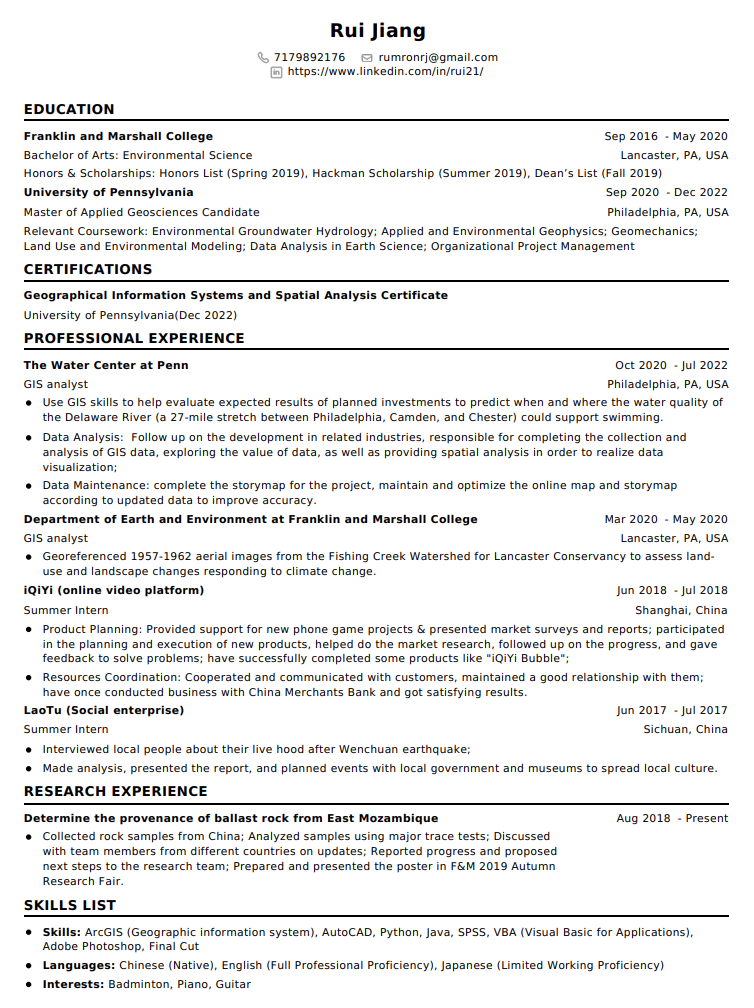 Rui Jiang
7179892176 rumronrj@gmail.com
https://www.linkedin.com/in/rui21/
EDUCATION
Franklin and Marshall College Sep 2016 - May 2020
Bachelor of Arts: Environmental Science Lancaster, PA, USA
Honors & Scholarships: Honors List (Spring 2019), Hackman Scholarship (Summer 2019), Dean’s List (Fall 2019)
University of Pennsylvania Sep 2020 - Dec 2022
Master of Applied Geosciences Candidate Philadelphia, PA, USA
Relevant Coursework: Environmental Groundwater Hydrology; Applied and Environmental Geophysics; Geomechanics;
Land Use and Environmental Modeling; Data Analysis in Earth Science; Organizational Project Management
CERTIFICATIONS
Geographical Information Systems and Spatial Analysis Certificate
University of Pennsylvania(Dec 2022)
PROFESSIONAL EXPERIENCE
The Water Center at Penn Oct 2020 - Jul 2022
GIS analyst Philadelphia, PA, USA
• Use GIS skills to help evaluate expected results of planned investments to predict when and where the water quality of
the Delaware River (a 27-mile stretch between Philadelphia, Camden, and Chester) could support swimming.
• Data Analysis: Follow up on the development in related industries, responsible for completing the collection and
analysis of GIS data, exploring the value of data, as well as providing spatial analysis in order to realize data
visualization;
• Data Maintenance: complete the storymap for the project, maintain and optimize the online map and storymap
according to updated data to improve accuracy.
Department of Earth and Environment at Franklin and Marshall College Mar 2020 - May 2020
GIS analyst Lancaster, PA, USA
• Georeferenced 1957-1962 aerial images from the Fishing Creek Watershed for Lancaster Conservancy to assess land-
use and landscape changes responding to climate change.
iQiYi (online video platform) Jun 2018 - Jul 2018
Summer Intern Shanghai, China
• Product Planning: Provided support for new phone game projects & presented market surveys and reports; participated
in the planning and execution of new products, helped do the market research, followed up on the progress, and gave
feedback to solve problems; have successfully completed some products like "iQiYi Bubble";
• Resources Coordination: Cooperated and communicated with customers, maintained a good relationship with them;
have once conducted business with China Merchants Bank and got satisfying results.
LaoTu (Social enterprise) Jun 2017 - Jul 2017
Summer Intern Sichuan, China
• Interviewed local people about their live hood after Wenchuan earthquake;
• Made analysis, presented the report, and planned events with local government and museums to spread local culture.
RESEARCH EXPERIENCE
Determine the provenance of ballast rock from East Mozambique Aug 2018 - Present
• Collected rock samples from China; Analyzed samples using major trace tests; Discussed
with team members from different countries on updates; Reported progress and proposed
next steps to the research team; Prepared and presented the poster in F&M 2019 Autumn
Research Fair.
SKILLS LIST
• Skills: ArcGIS (Geographic information system), AutoCAD, Python, Java, SPSS, VBA (Visual Basic for Applications),
Adobe Photoshop, Final Cut
• Languages: Chinese (Native), English (Full Professional Proficiency), Japanese (Limited Working Proficiency)
• Interests: Badminton, Piano, Guitar